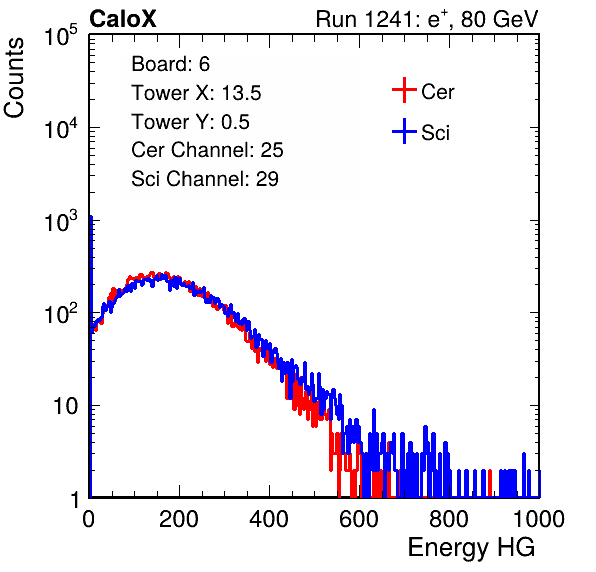 CaloX Run 1241: e⁺, 80 GeV
Counts
10⁵
10⁴
10³
10²
10
1
Board: 6
Tower X: 13.5
Tower Y: 0.5
Cer Channel: 25
Sci Channel: 29
Cer
Sci
0 200 400 600 800 1000
Energy HG